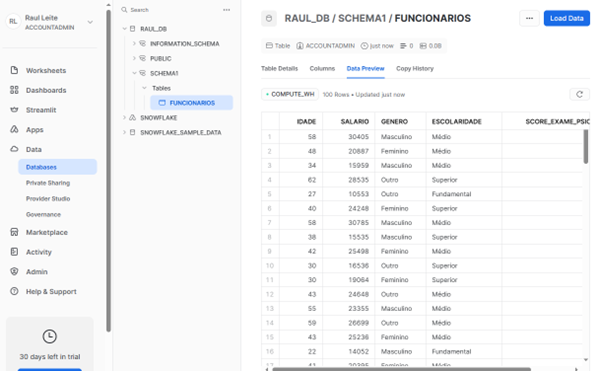 RL
Raul Leite
ACCOUNTADMIN
Worksheets
Dashboards
Streamlit
Apps
Data
Databases
Private Sharing
Provider Studio
Governance
Marketplace
Activity
Admin
Help & Support
30 days left in trial
Search
RAUL_DB
INFORMATION_SCHEMA
PUBLIC
SCHEMA1
Tables
FUNCIONARIOS
SNOWFLAKE
SNOWFLAKE_SAMPLE_DATA
RAUL_DB / SCHEMA1 / FUNCIONARIOS
Load Data
Table ACCOUNTADMIN just now 0 0.0B
Table Details Columns Data Preview Copy History
COMPUTE_WH 100 Rows • Updated just now
IDADE SALARIO GENERO ESCOLARIDADE SCORE_EXAME_PSIC
1 58 30405 Masculino Médio
2 48 20887 Feminino Médio
3 34 15959 Masculino Médio
4 62 28535 Outro Superior
5 27 10553 Outro Fundamental
6 40 24248 Feminino Superior
7 58 30785 Masculino Médio
8 38 15535 Masculino Superior
9 42 25498 Feminino Médio
10 30 16536 Outro Superior
11 30 19064 Feminino Superior
12 43 24648 Outro Médio
13 55 23355 Masculino Médio
14 59 26699 Outro Médio
15 43 25236 Feminino Médio
16 22 14052 Masculino Fundamental
17 41 20395 Feminino Médio